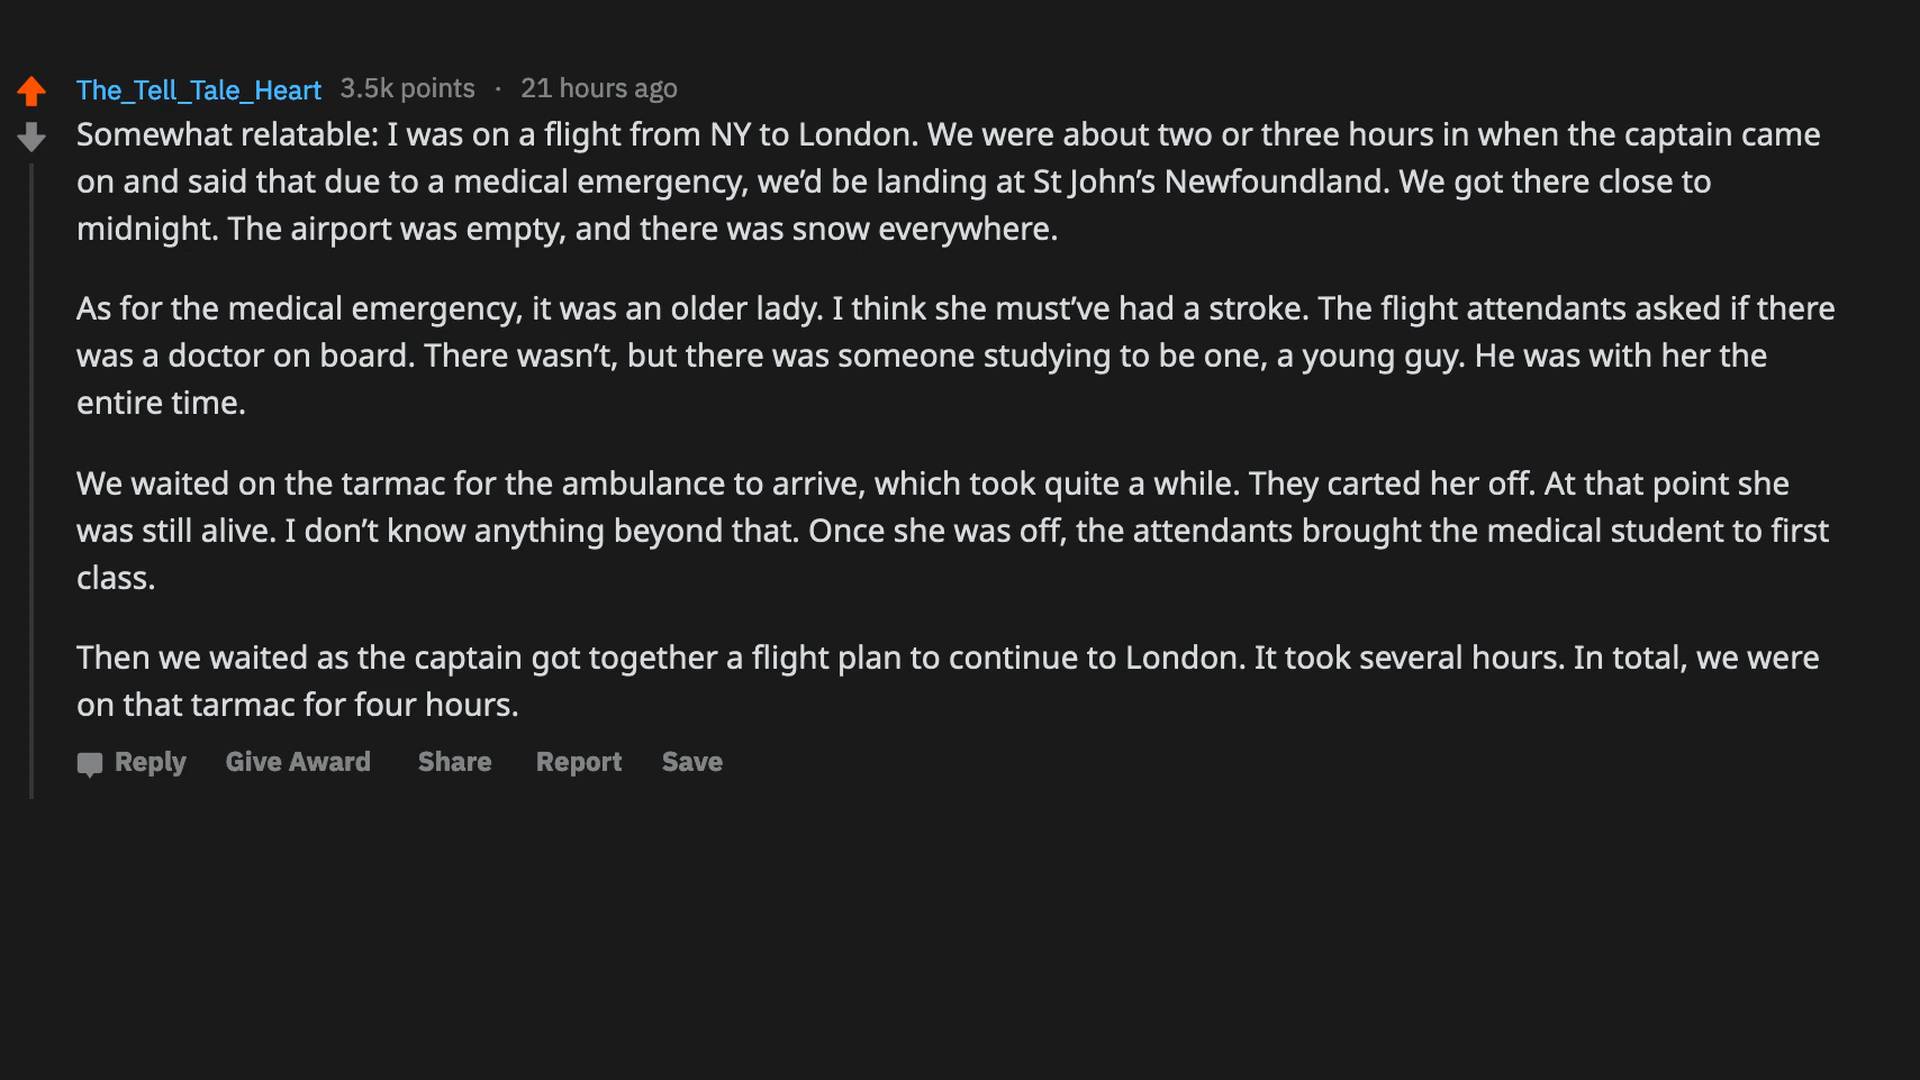 The_Tell_Tale_Heart 3.5k points · 21 hours ago
Somewhat relatable: I was on a flight from NY to London. We were about two or three hours in when the captain came
on and said that due to a medical emergency, we’d be landing at St John’s Newfoundland. We got there close to
midnight. The airport was empty, and there was snow everywhere.
As for the medical emergency, it was an older lady. I think she must’ve had a stroke. The flight attendants asked if there
was a doctor on board. There wasn’t, but there was someone studying to be one, a young guy. He was with her the
entire time.
We waited on the tarmac for the ambulance to arrive, which took quite a while. They carted her off. At that point she
was still alive. I don’t know anything beyond that. Once she was off, the attendants brought the medical student to first
class.
Then we waited as the captain got together a flight plan to continue to London. It took several hours. In total, we were
on that tarmac for four hours.
Reply Give Award Share Report Save